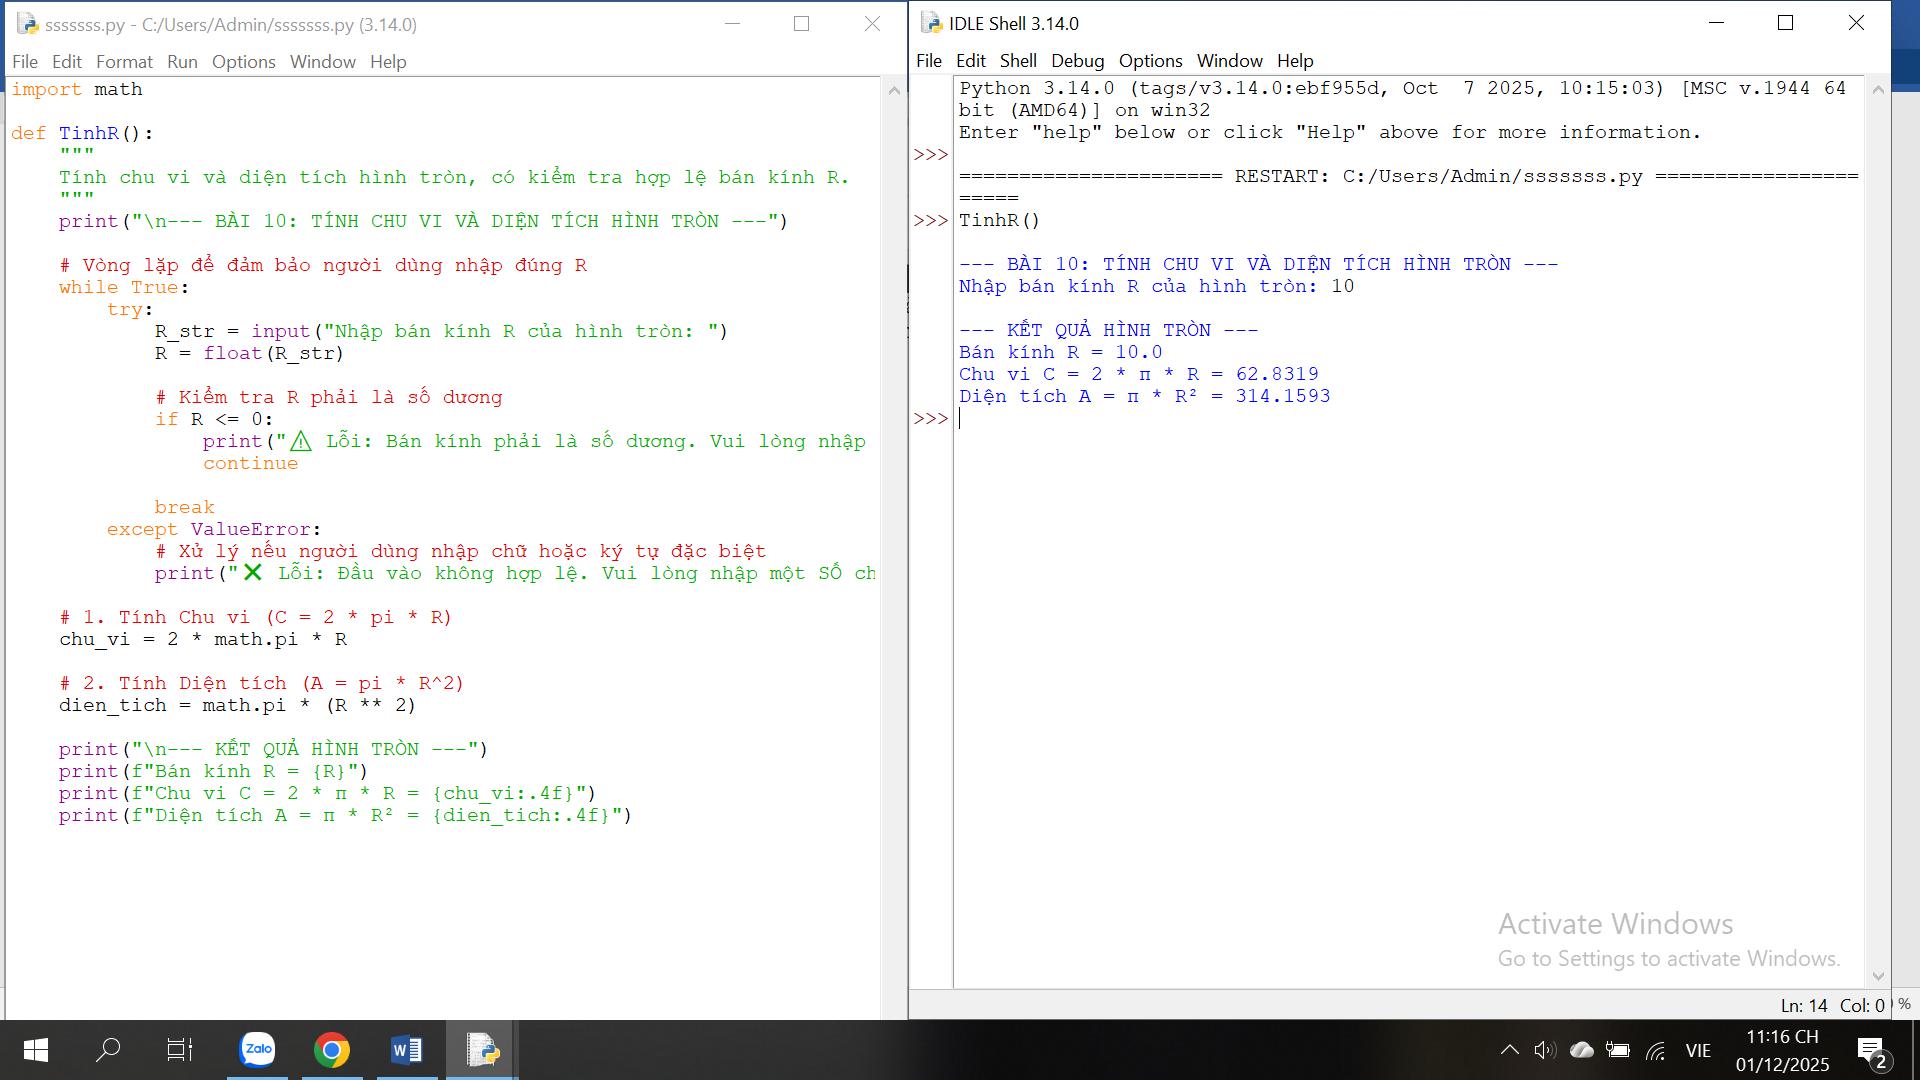 sssssss.py - C:/Users/Admin/sssssss.py (3.14.0)
File Edit Format Run Options Window Help
import math
def TinhR():
"""
Tính chu vi và diện tích hình tròn, có kiểm tra hợp lệ bán kính R.
"""
print("\n--- BÀI 10: TÍNH CHU VI VÀ DIỆN TÍCH HÌNH TRÒN ---")
# Vòng lặp để đảm bảo người dùng nhập đúng R
while True:
try:
R_str = input("Nhập bán kính R của hình tròn: ")
R = float(R_str)
# Kiểm tra R phải là số dương
if R <= 0:
print("⚠ Lỗi: Bán kính phải là số dương. Vui lòng nhập
continue
break
except ValueError:
# Xử lý nếu người dùng nhập chữ hoặc ký tự đặc biệt
print("❌ Lỗi: Đầu vào không hợp lệ. Vui lòng nhập một SỐ ch
# 1. Tính Chu vi (C = 2 * pi * R)
chu_vi = 2 * math.pi * R
# 2. Tính Diện tích (A = pi * R^2)
dien_tich = math.pi * (R ** 2)
print("\n--- KẾT QUẢ HÌNH TRÒN ---")
print(f"Bán kính R = {R}")
print(f"Chu vi C = 2 * π * R = {chu_vi:.4f}")
print(f"Diện tích A = π * R² = {dien_tich:.4f}")
IDLE Shell 3.14.0
File Edit Shell Debug Options Window Help
Python 3.14.0 (tags/v3.14.0:ebf955d, Oct  7 2025, 10:15:03) [MSC v.1944 64
bit (AMD64)] on win32
Enter "help" below or click "Help" above for more information.
>>>
====================== RESTART: C:/Users/Admin/sssssss.py =================
=====
>>> TinhR()
--- BÀI 10: TÍNH CHU VI VÀ DIỆN TÍCH HÌNH TRÒN ---
Nhập bán kính R của hình tròn: 10
--- KẾT QUẢ HÌNH TRÒN ---
Bán kính R = 10.0
Chu vi C = 2 * π * R = 62.8319
Diện tích A = π * R² = 314.1593
>>>
Activate Windows
Go to Settings to activate Windows.
Ln: 14 Col: 0
%
Zalo
W
VIE
11:16 CH
01/12/2025
2